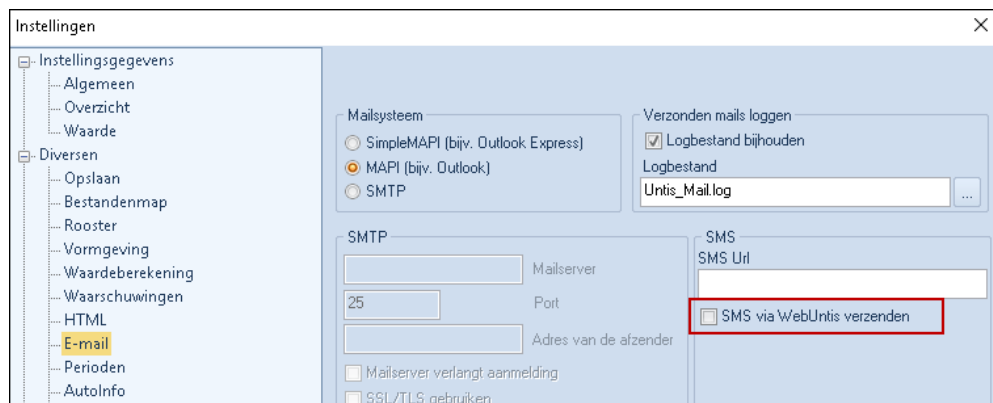 Instellingen
Instellingsgegevens
Algemeen
Overzicht
Waarde
Diversen
Opslaan
Bestandenmap
Rooster
Vormgeving
Waardeberekening
Waarschuwingen
HTML
E-mail
Perioden
AutoInfo
Mailsysteem
SimpleMAPI (bijv. Outlook Express)
MAPI (bijv. Outlook)
SMTP
Verzonden mails loggen
Logbestand bijhouden
Logbestand
Untis_Mail.log
...
SMTP
Mailserver
25 Port
Adres van de afzender
Mailserver verlangt aanmelding
SSL/TLS gebruiken
SMS
SMS Url
SMS via WebUntis verzenden